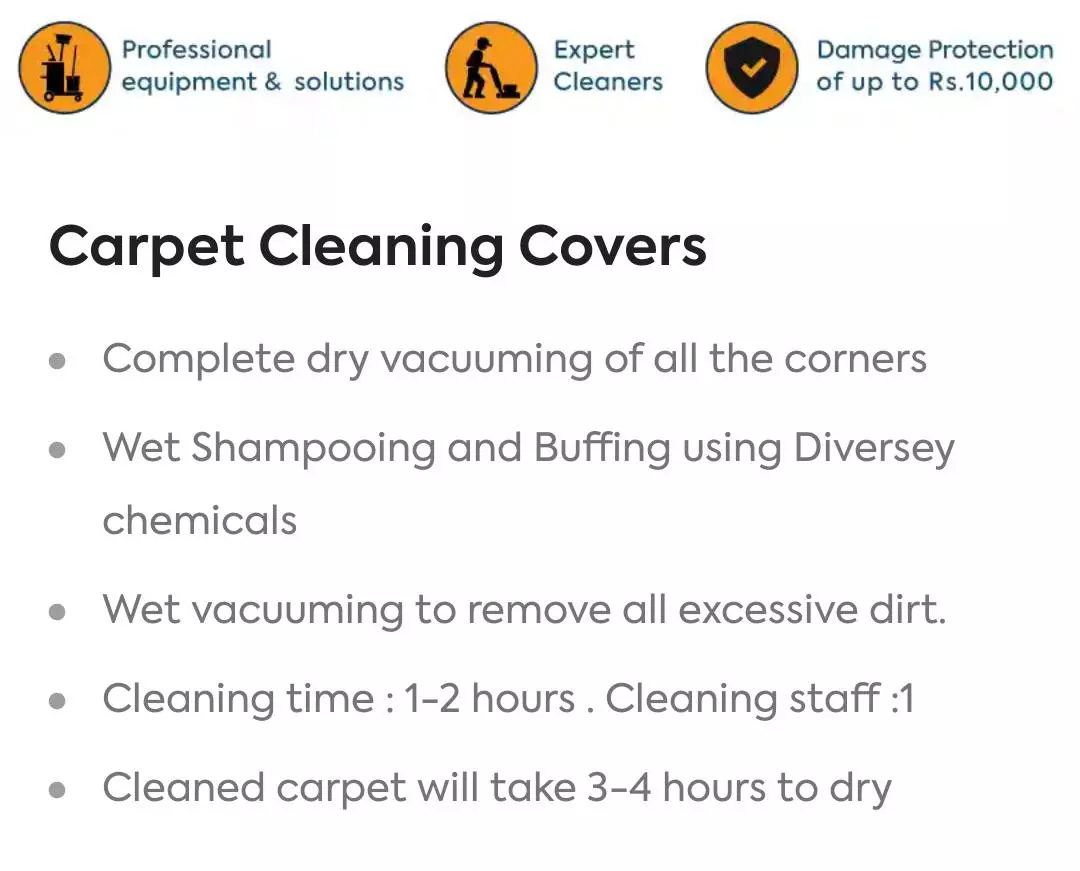 Professional
equipment & solutions
Expert
Cleaners
Damage Protection
of up to Rs.10,000
Carpet Cleaning Covers
• Complete dry vacuuming of all the corners
• Wet Shampooing and Buffing using Diversey
chemicals
• Wet vacuuming to remove all excessive dirt.
• Cleaning time : 1-2 hours . Cleaning staff :1
• Cleaned carpet will take 3-4 hours to dry